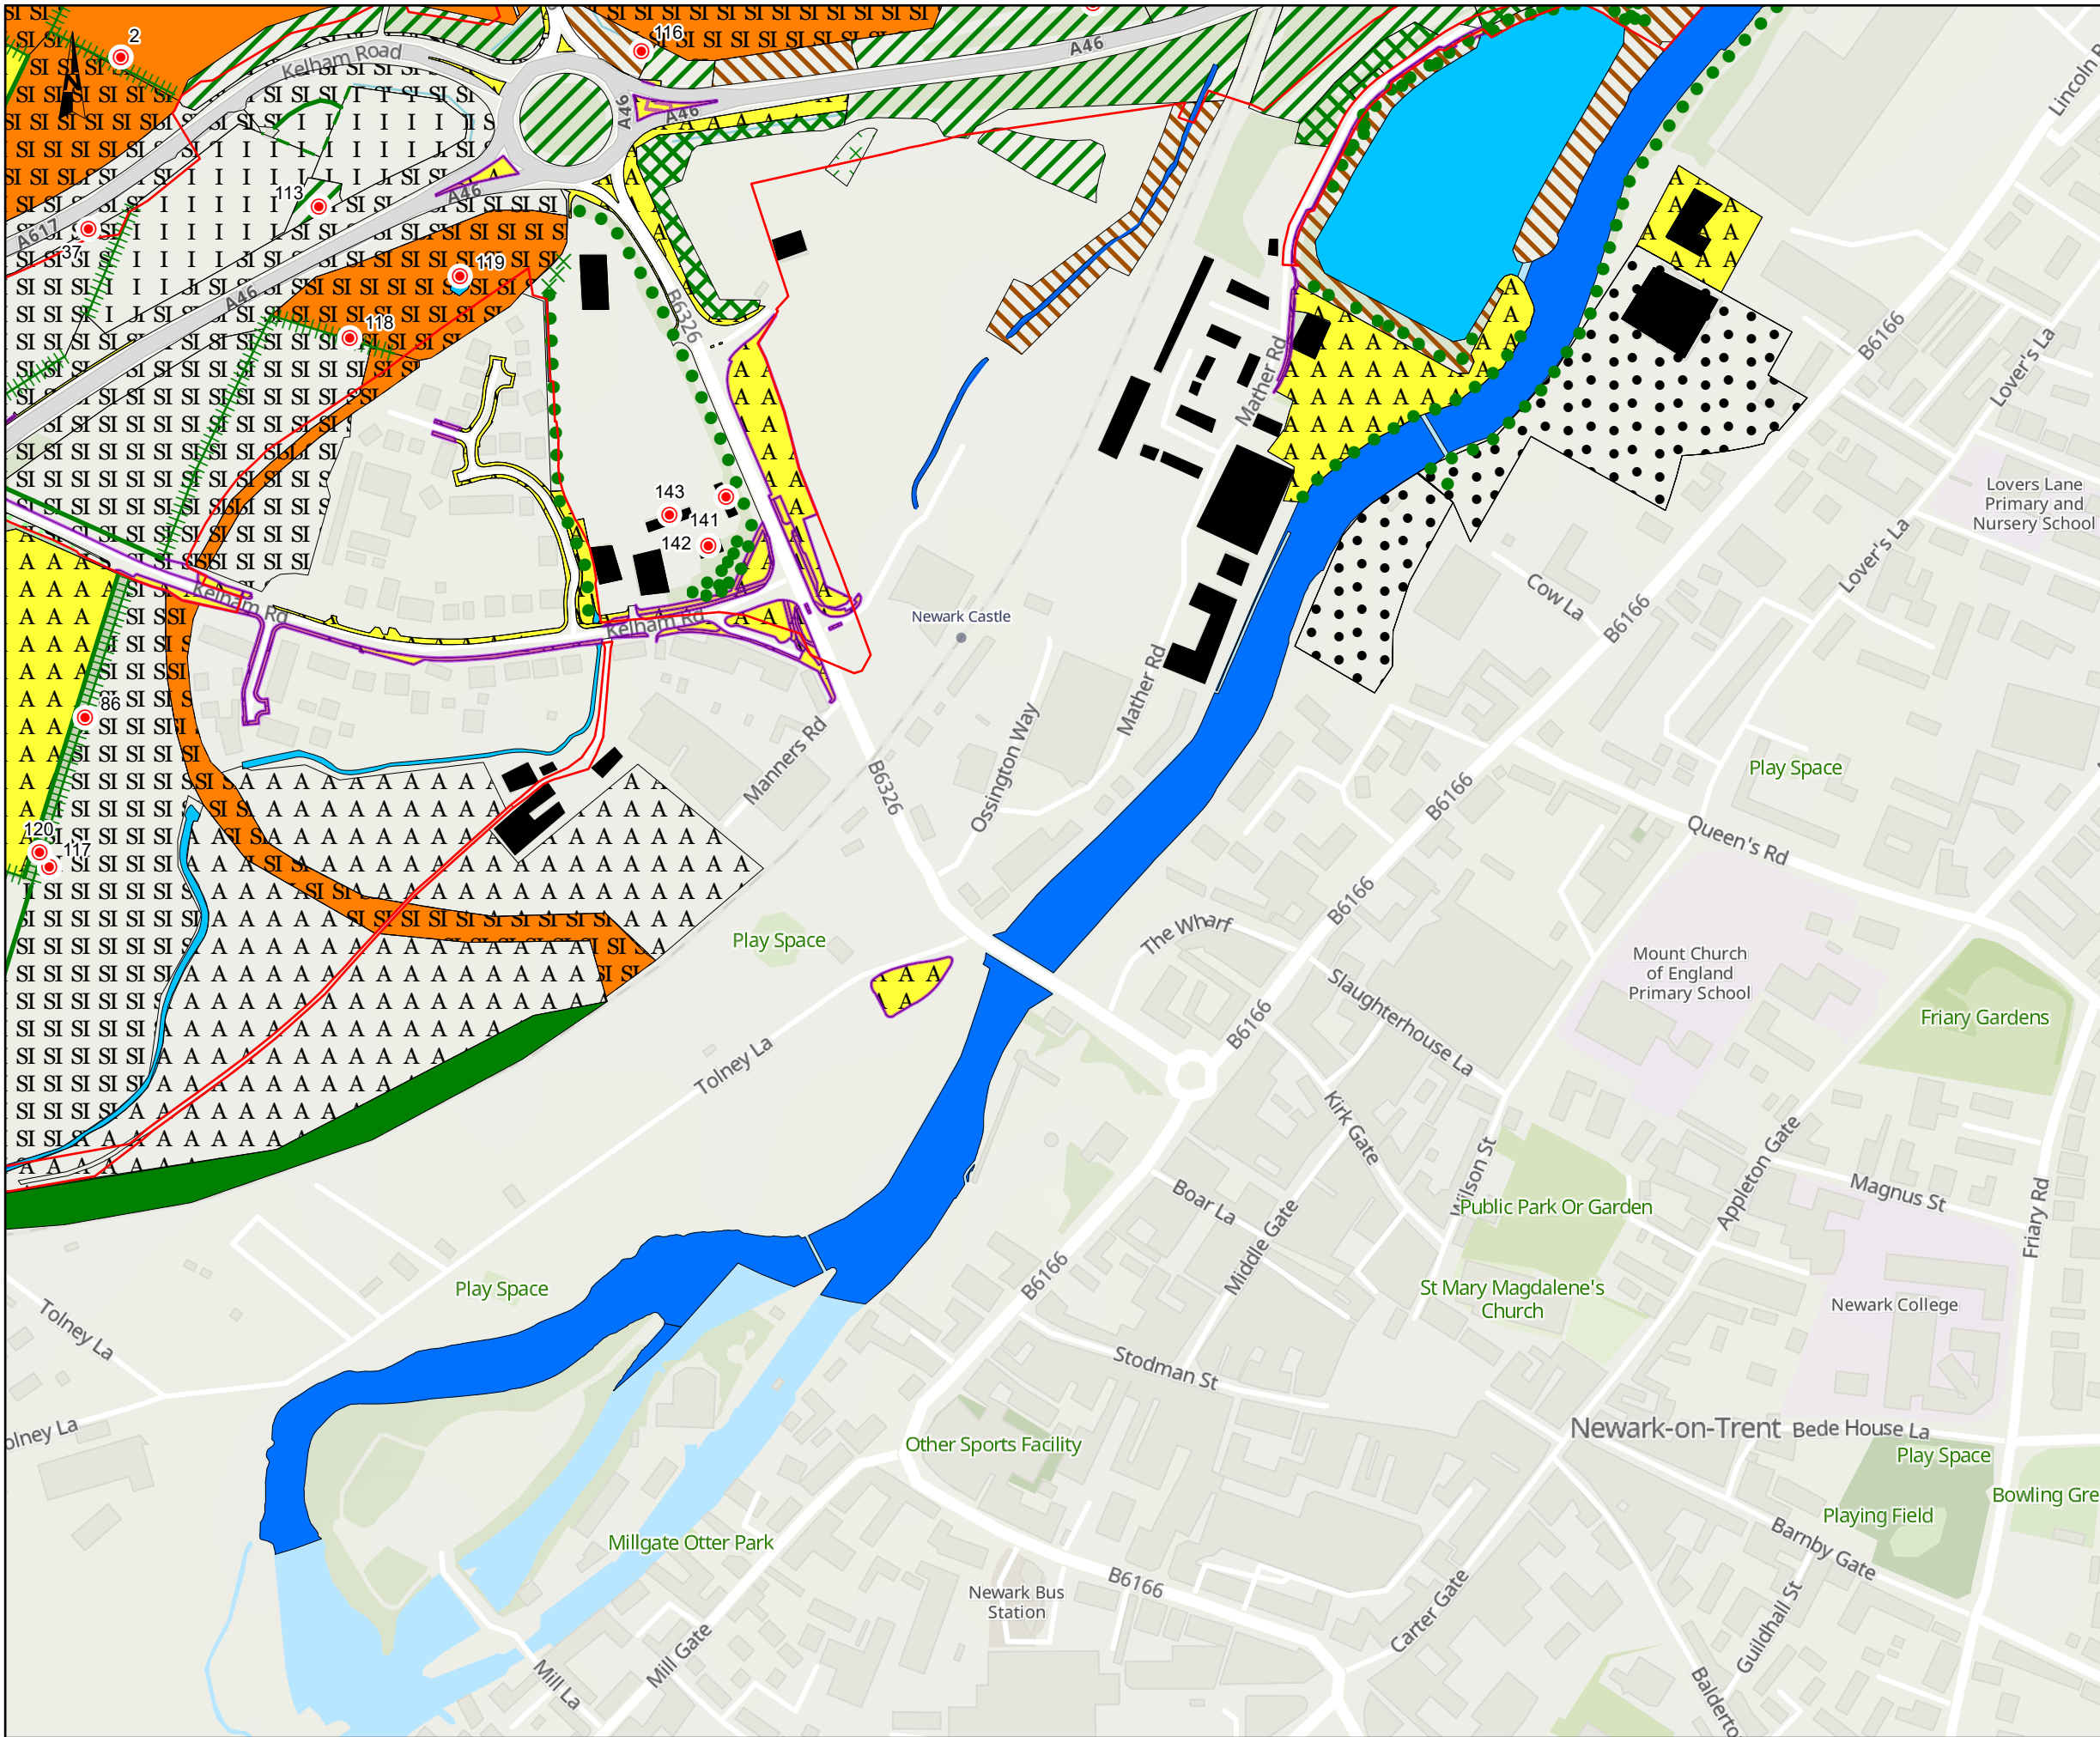 2
116
Kelham Road
A46
A46
A46
Lincoln
113
A46
A617
37
119
A46
B6326
118
Mather Rd
B6166
Lover's La
143
141
142
Lovers Lane
Primary and
Nursery School
Lover's La
Cow La
B6166
Kelham Rd
Kelham Rd
Newark Castle
86
Mather Rd
Manners Rd
Ossington Way
B6326
Play Space
B6166
Queen's Rd
120
117
Play Space
The Wharf
B6166
Mount Church
of England
Primary School
Slaughterhouse La
Friary Gardens
B6166
Tolney La
Kirk Gate
Wilson St
Appleton Gate
Boar La
Middle Gate
Public Park Or Garden
Magnus St
Friary Rd
B6166
Play Space
St Mary Magdalene's
Church
Newark College
Tolney La
Stodman St
Newark-on-Trent
Bede House La
olney La
Other Sports Facility
Play Space
Bowling Gre
Playing Field
Millgate Otter Park
Barnby Gate
Newark Bus
Station
B6166
Carter Gate
Guildhall St
Mill Gate
Mill La
Balderto